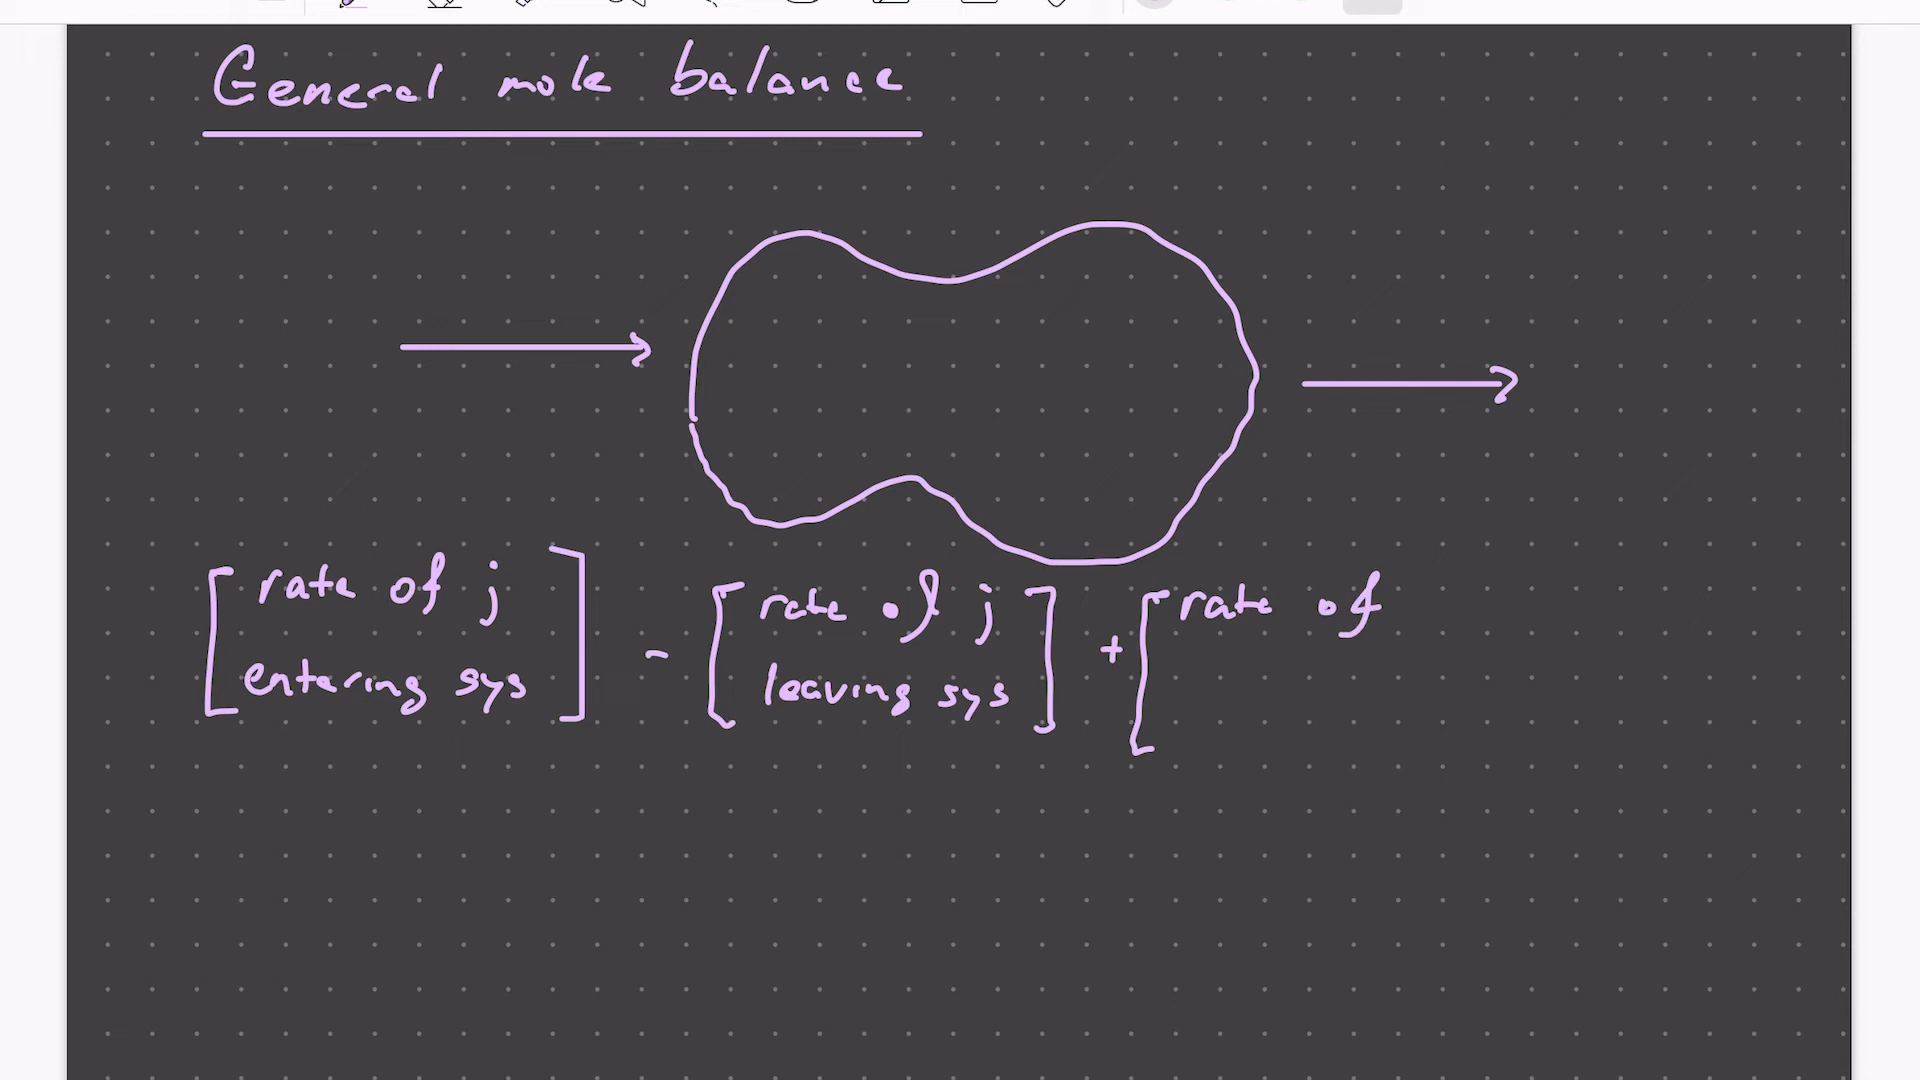 General mole balance
[rate of j entering sys] - [rate of j leaving sys] + [rate of